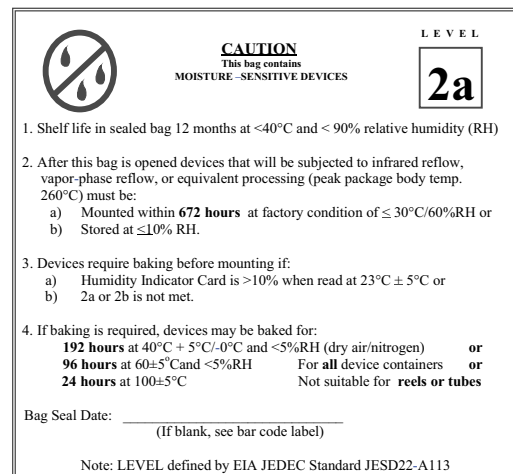 LEVEL
CAUTION
This bag contains
MOISTURE –SENSITIVE DEVICES
2a
1. Shelf life in sealed bag 12 months at <40°C and < 90% relative humidity (RH)
2. After this bag is opened devices that will be subjected to infrared reflow,
vapor-phase reflow, or equivalent processing (peak package body temp.
260°C) must be:
a) Mounted within 672 hours at factory condition of ≤ 30°C/60%RH or
b) Stored at ≤10% RH.
3. Devices require baking before mounting if:
a) Humidity Indicator Card is >10% when read at 23°C ± 5°C or
b) 2a or 2b is not met.
4. If baking is required, devices may be baked for:
192 hours at 40°C + 5°C/-0°C and <5%RH (dry air/nitrogen) or
96 hours at 60±5°Cand <5%RH For all device containers or
24 hours at 100±5°C Not suitable for reels or tubes
Bag Seal Date: ______________________________
(If blank, see bar code label)
Note: LEVEL defined by EIA JEDEC Standard JESD22-A113